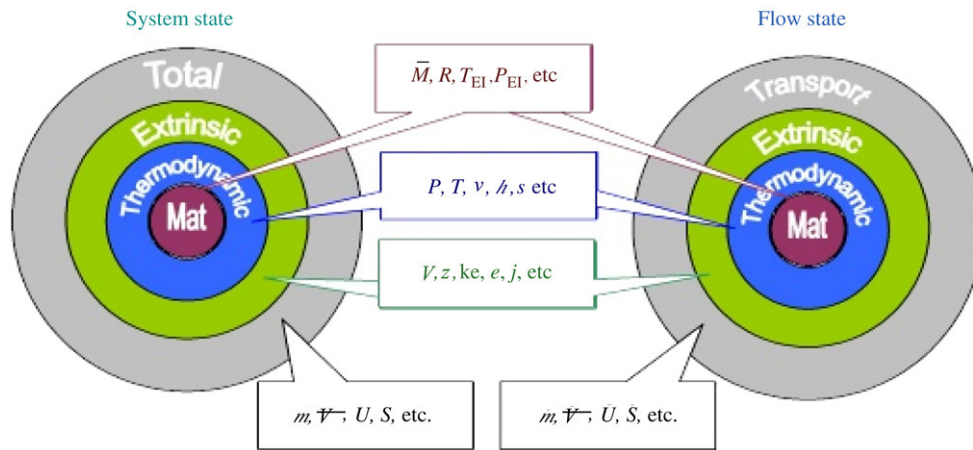 System state
Flow state
Total
Extrinsic
Thermodynamic
Mat
Transport
Extrinsic
Thermodynamic
Mat
M̅, R, T_EI, P_EI, etc
P, T, v, h, s etc
V, z, ke, e, j, etc
m, V̶, U, S, etc.
ṁ, V̶̇, U̇, Ṡ, etc.